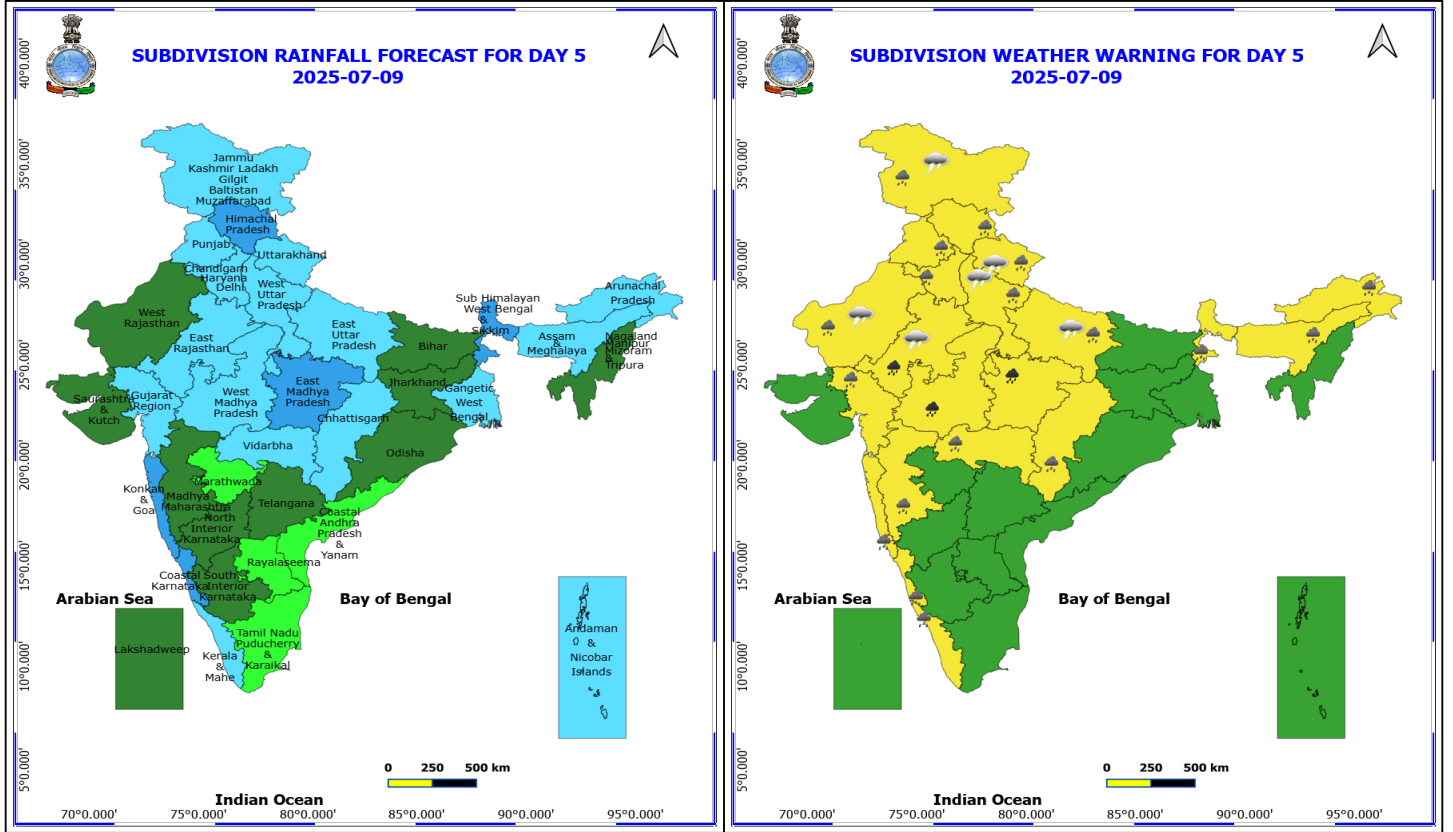 SUBDIVISION RAINFALL FORECAST FOR DAY 5
2025-07-09
40°0.000'
35°0.000'
30°0.000'
25°0.000'
20°0.000'
15°0.000'
10°0.000'
5°0.000'
Jammu
Kashmir Ladakh
Gilgit
Baltistan
Muzaffarabad
Himachal
Pradesh
Punjab
Uttarakhand
Chandigarh
Haryana
Delhi
West
Uttar
Pradesh
West
Rajasthan
East
Rajasthan
East
Uttar
Pradesh
Bihar
Sub Himalayan
West Bengal
&
Sikkim
Arunachal
Pradesh
Assam
&
Meghalaya
Nagaland
Manipur
Mizoram
&
Tripura
Saurashtra
&
Kutch
Gujarat
Region
West
Madhya
Pradesh
East
Madhya
Pradesh
Jharkhand
Gangetic
West
Bengal
Chhattisgarh
Vidarbha
Odisha
Konkan
&
Goa
Madhya
Maharashtra
Marathwada
Telangana
North
Interior
Karnataka
Coastal
Andhra
Pradesh
&
Yanam
Rayalaseema
Coastal
Karnataka
South
Interior
Karnataka
Arabian Sea
Bay of Bengal
Lakshadweep
Tamil Nadu
Puducherry
&
Karaikal
Kerala
&
Mahe
Andaman
&
Nicobar
Islands
0 250 500 km
Indian Ocean
70°0.000' 75°0.000' 80°0.000' 85°0.000' 90°0.000' 95°0.000'
SUBDIVISION WEATHER WARNING FOR DAY 5
2025-07-09
40°0.000'
35°0.000'
30°0.000'
25°0.000'
20°0.000'
15°0.000'
10°0.000'
5°0.000'
Arabian Sea
Bay of Bengal
0 250 500 km
Indian Ocean
70°0.000' 75°0.000' 80°0.000' 85°0.000' 90°0.000' 95°0.000'